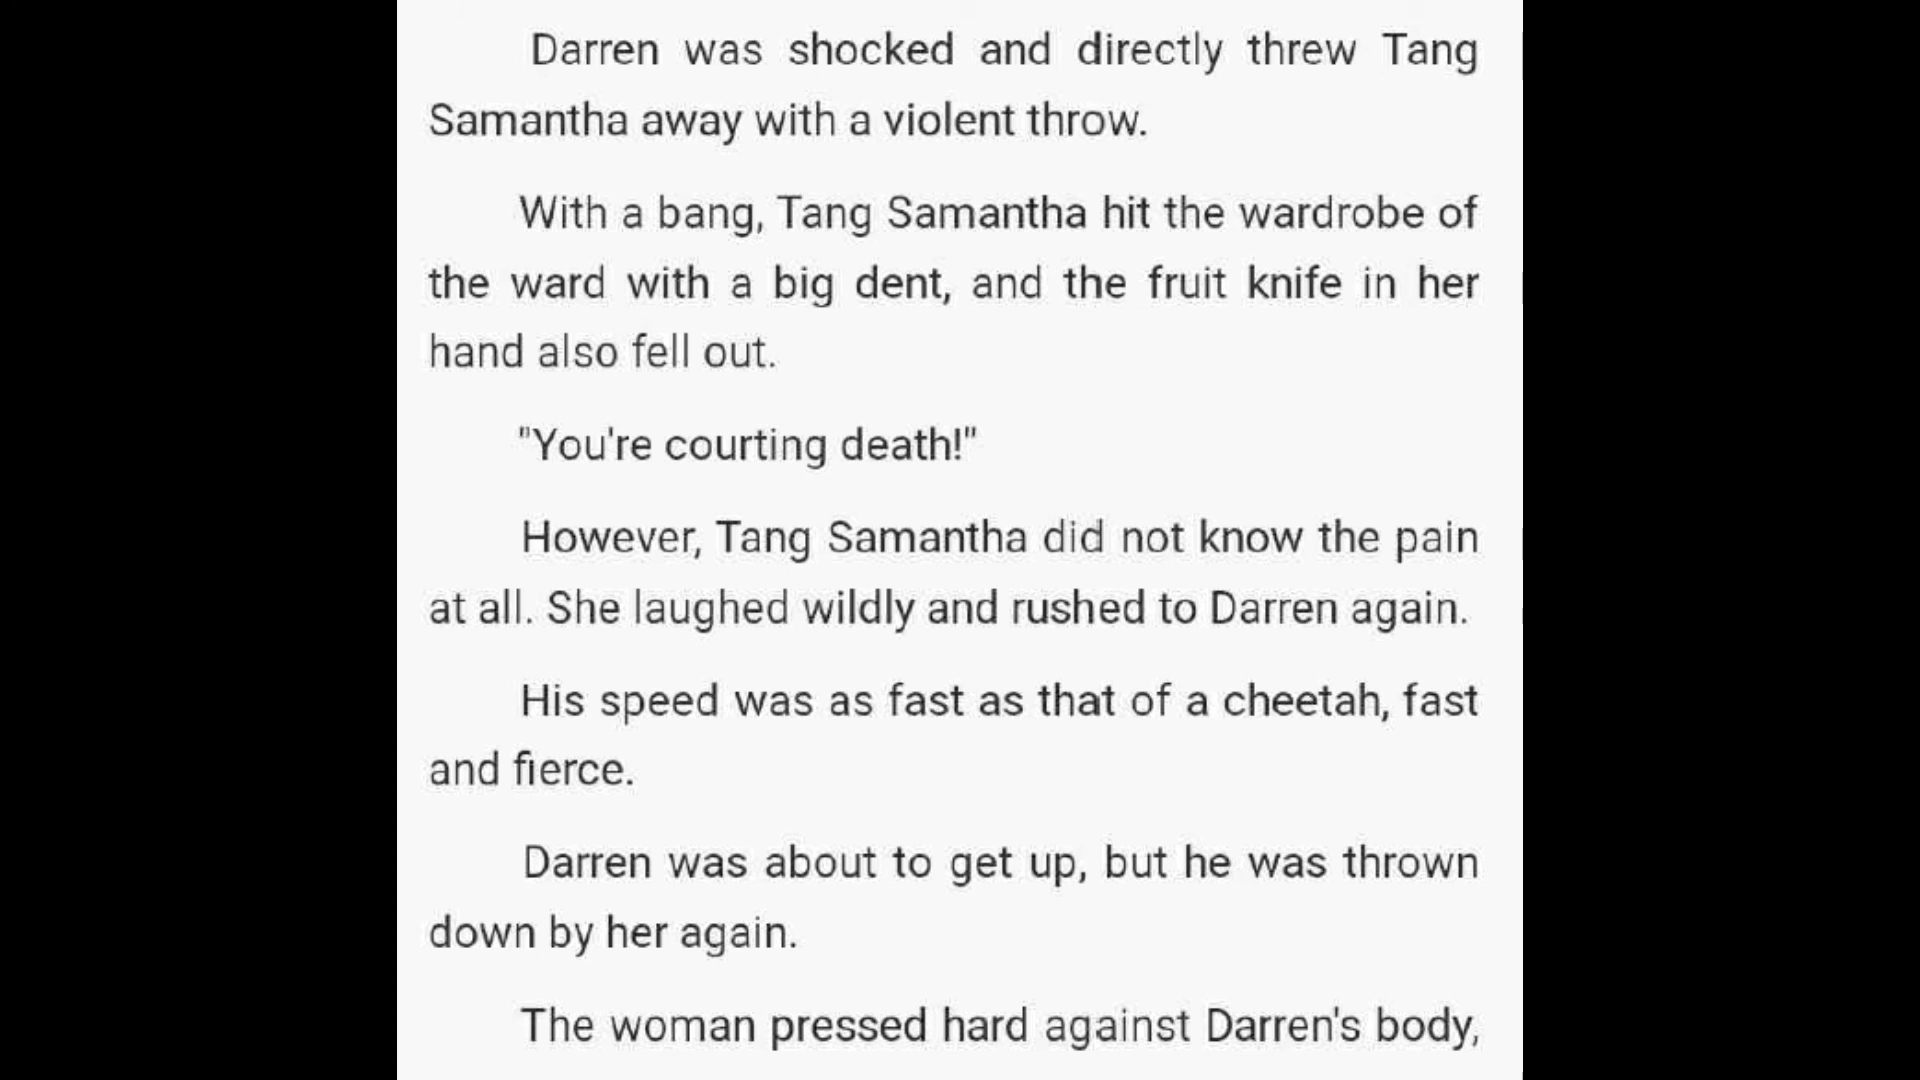 Darren was shocked and directly threw Tang
Samantha away with a violent throw.
With a bang, Tang Samantha hit the wardrobe of
the ward with a big dent, and the fruit knife in her
hand also fell out.
"You're courting death!"
However, Tang Samantha did not know the pain
at all. She laughed wildly and rushed to Darren again.
His speed was as fast as that of a cheetah, fast
and fierce.
Darren was about to get up, but he was thrown
down by her again.
The woman pressed hard against Darren's body,